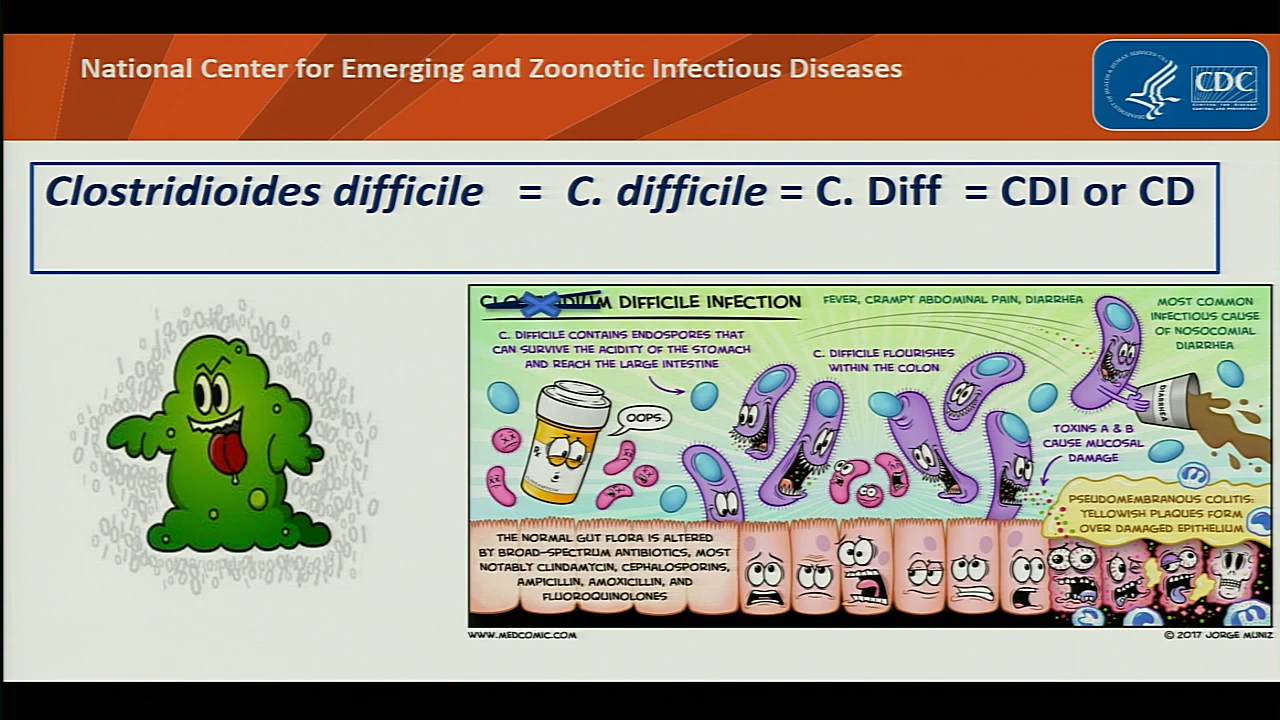 National Center for Emerging and Zoonotic Infectious Diseases
CDC
Clostridioides difficile = C. difficile = C. Diff = CDI or CD
DIFFICILE INFECTION
FEVER, CRAMPY ABDOMINAL PAIN, DIARRHEA
MOST COMMON
INFECTIOUS CAUSE
OF NOSOCOMIAL
DIARRHEA
C. DIFFICILE CONTAINS ENDOSPORES THAT
CAN SURVIVE THE ACIDITY OF THE STOMACH
AND REACH THE LARGE INTESTINE
C. DIFFICILE FLOURISHES
WITHIN THE COLON
DIARRHEA
OOPS.
TOXINS A & B
CAUSE MUCOSAL
DAMAGE
PSEUDOMEMBRANOUS COLITIS:
YELLOWISH PLAQUES FORM
OVER DAMAGED EPITHELIUM
THE NORMAL GUT FLORA IS ALTERED
BY BROAD-SPECTRUM ANTIBIOTICS, MOST
NOTABLY CLINDAMYCIN, CEPHALOSPORINS,
AMPICILLIN, AMOXICILLIN, AND
FLUOROQUINOLONES
WWW.MEDCOMIC.COM
© 2017 JORGE MUNIZ